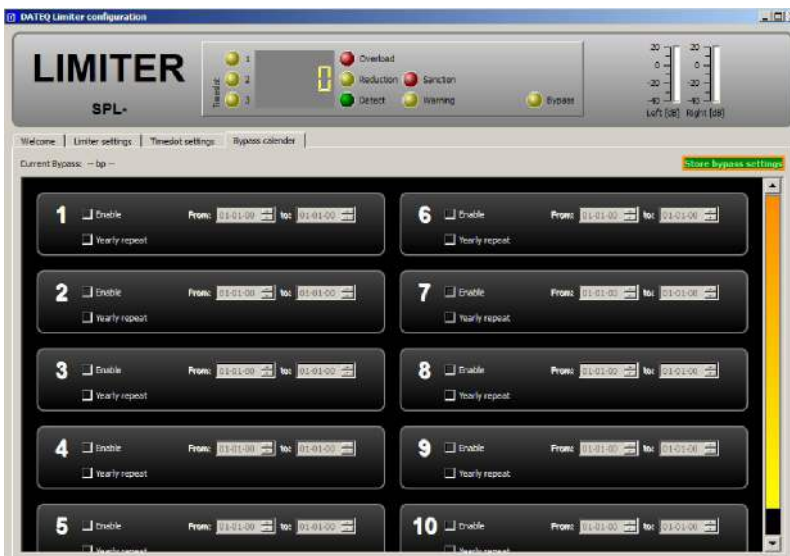 DATEQ Limiter configuration
LIMITER
SPL-
Timeslot
1
2
3
0
Overload
Reduction
Sanction
Detect
Warning
Bypass
20
0
-20
-40
Left [dB]
20
0
-20
-40
Right [dB]
Welcome Limiter settings Timeslot settings Bypass calender
Current Bypass: -- bp --
Store bypass settings
1 Enable From: 01-01-00 to: 01-01-00
Yearly repeat
6 Enable From: 01-01-00 to: 01-01-00
Yearly repeat
2 Enable From: 01-01-00 to: 01-01-00
Yearly repeat
7 Enable From: 01-01-00 to: 01-01-00
Yearly repeat
3 Enable From: 01-01-00 to: 01-01-00
Yearly repeat
8 Enable From: 01-01-00 to: 01-01-00
Yearly repeat
4 Enable From: 01-01-00 to: 01-01-00
Yearly repeat
9 Enable From: 01-01-00 to: 01-01-00
Yearly repeat
5 Enable From: 01-01-00 to: 01-01-00
Yearly repeat
10 Enable From: 01-01-00 to: 01-01-00
Yearly repeat